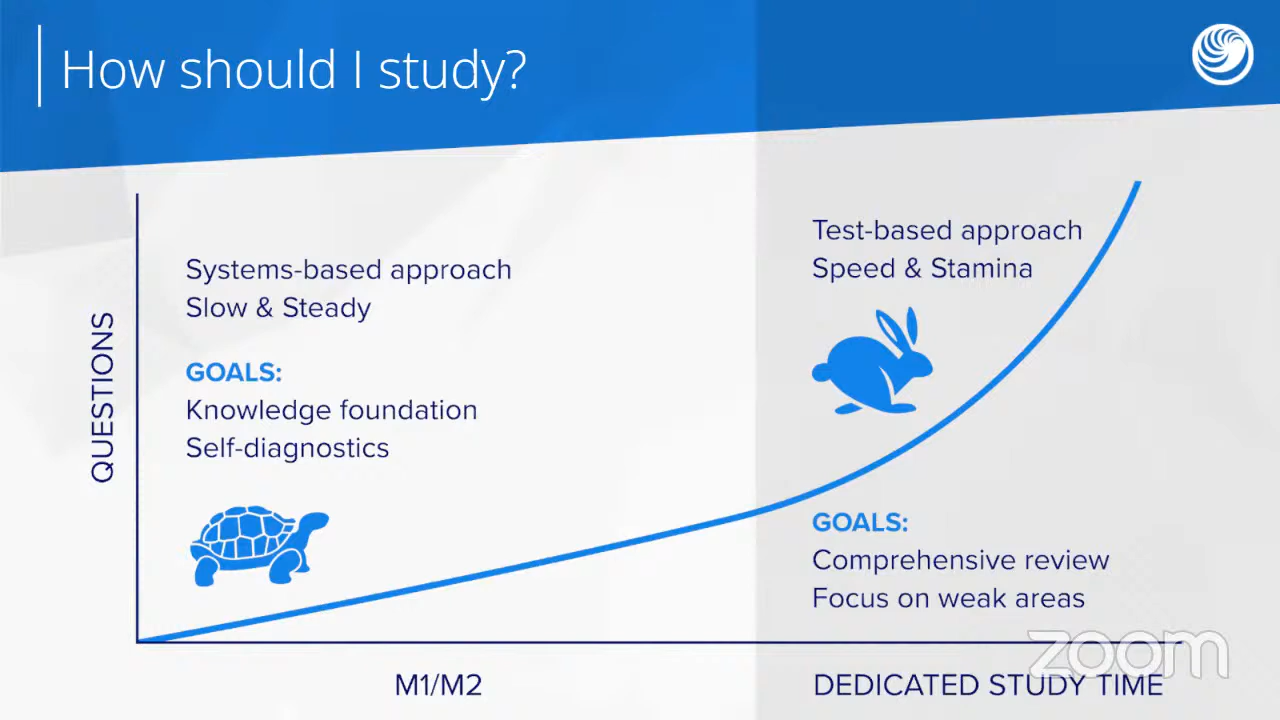 How should I study?
Systems-based approach
Slow & Steady
GOALS:
Knowledge foundation
Self-diagnostics
Test-based approach
Speed & Stamina
GOALS:
Comprehensive review
Focus on weak areas
QUESTIONS
M1/M2
DEDICATED STUDY TIME
zoom